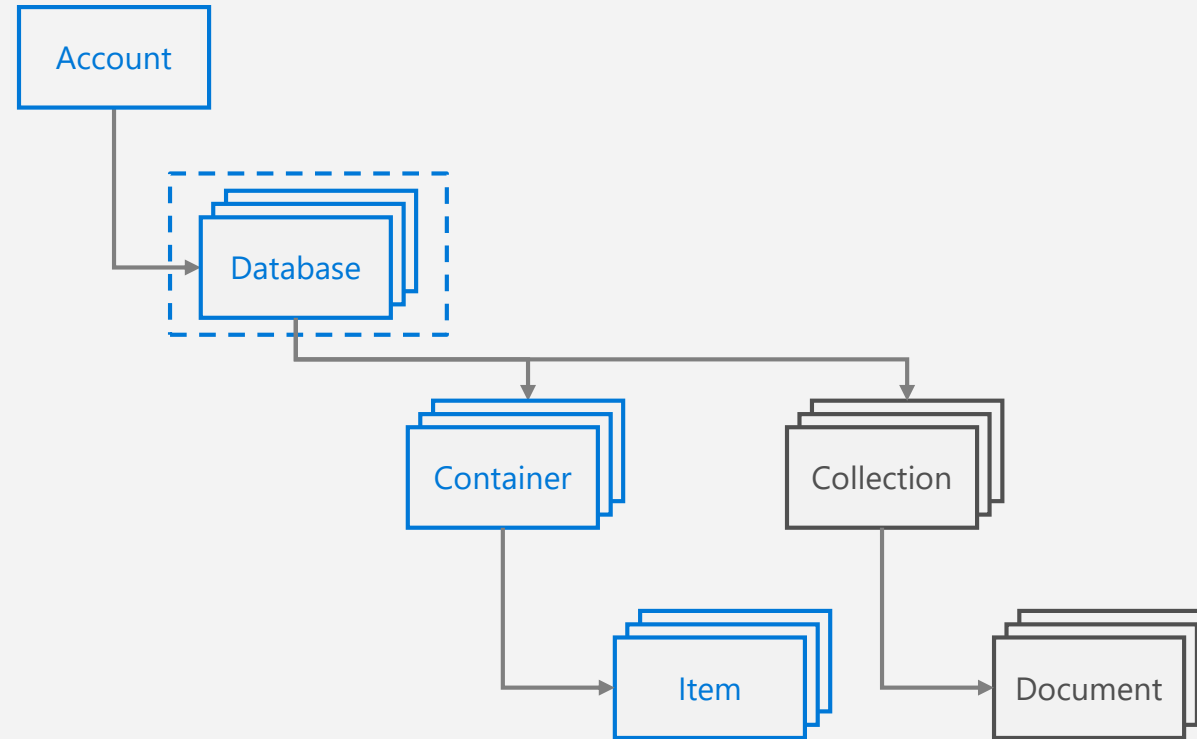 Account
Database
Container
Collection
Item
Document